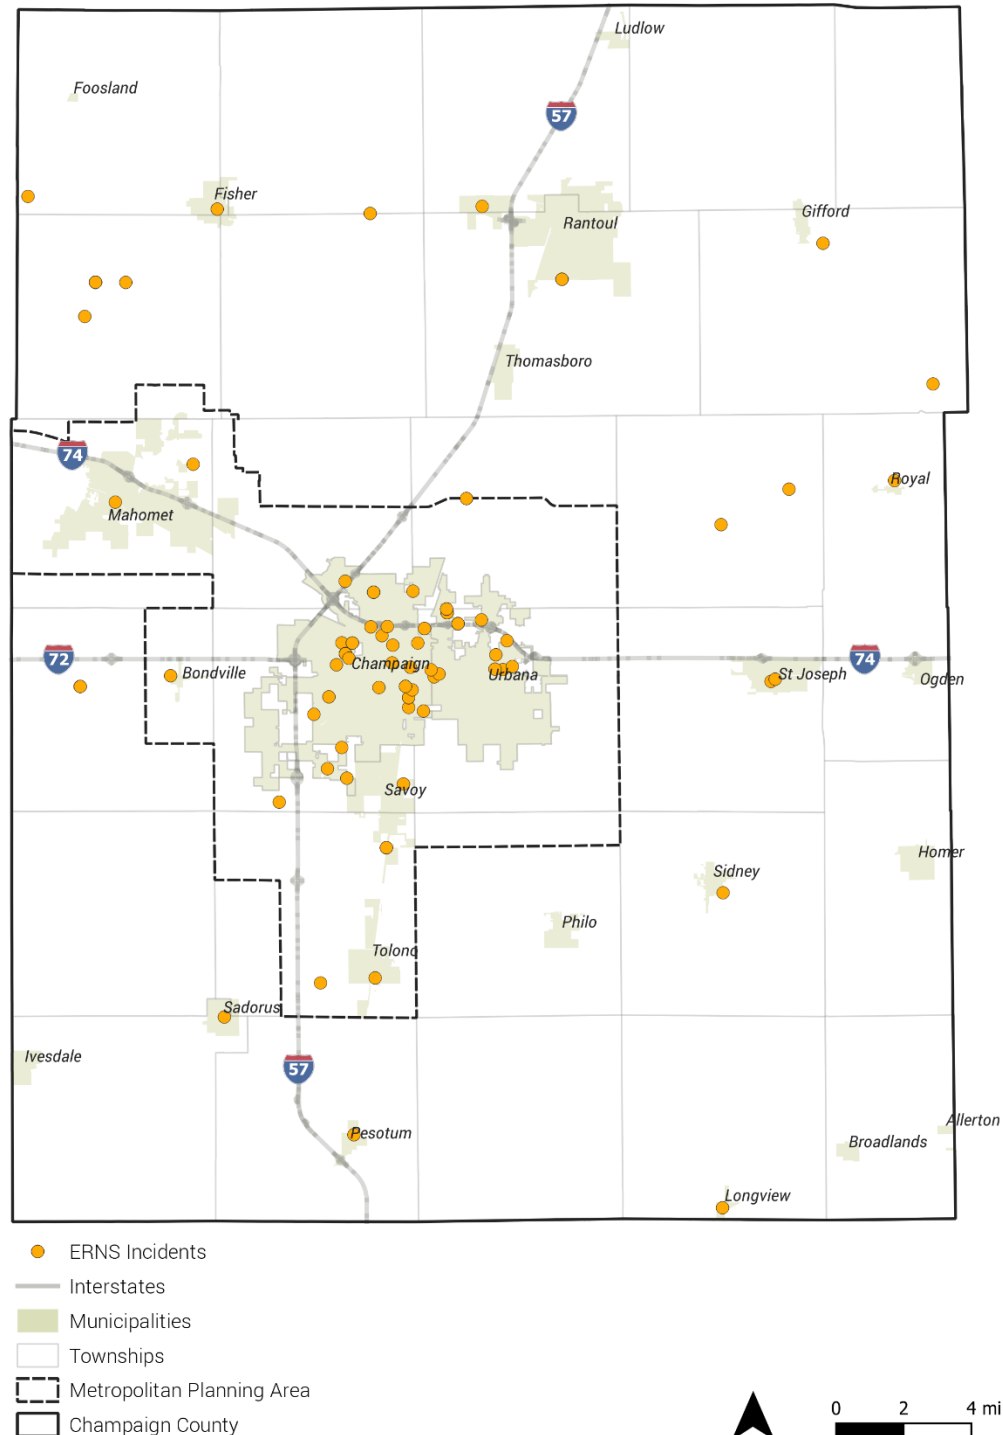 Ludlow
Foosland
57
Fisher
Gifford
Rantoul
Thomasboro
74
Royal
Mahomet
72
Bondville
Champaign
Urbana
St Joseph
74
Ogden
Savoy
Homer
Sidney
Philo
Tolono
Sadorus
Ivesdale
57
Pesotum
Allerton
Broadlands
Longview
ERNS Incidents
Interstates
Municipalities
Townships
Metropolitan Planning Area
Champaign County
0 2 4 mi